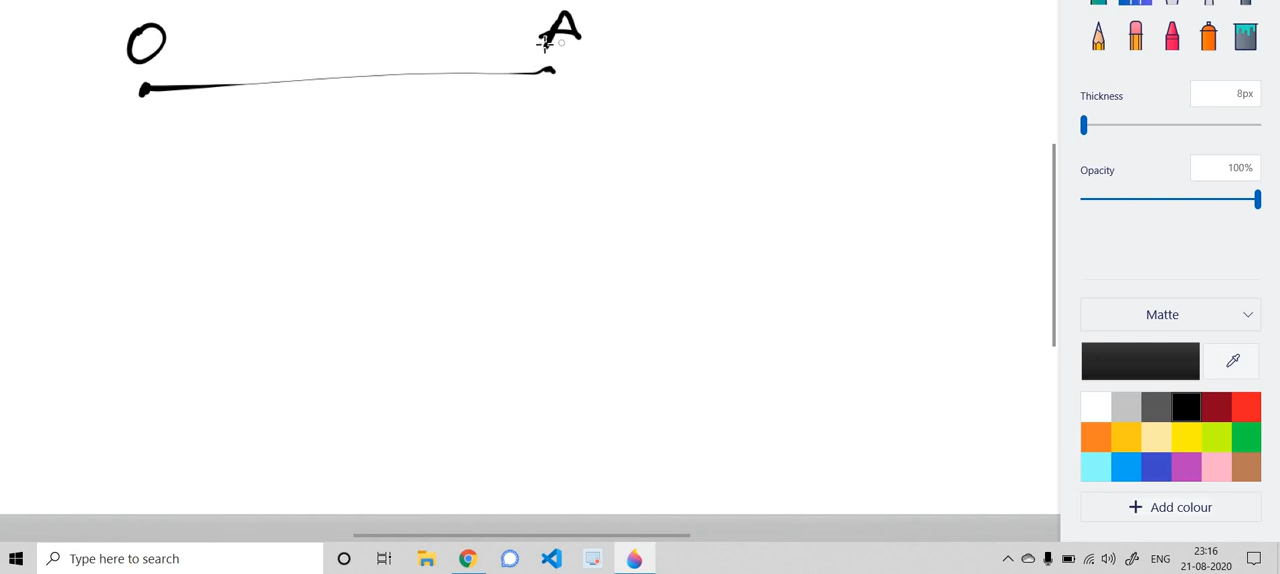 O A
Thickness 8px
Opacity 100%
Matte
+ Add colour
Type here to search
ENG
23:16
21-08-2020